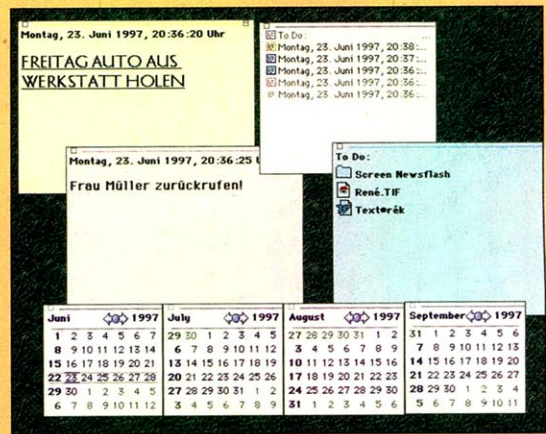 Montag, 23. Juni 1997, 20:36:20 Uhr
FREITAG AUTO AUS
WERKSTATT HOLEN
To Do: ...
Montag, 23. Juni 1997, 20:38:...
Montag, 23. Juni 1997, 20:37:...
Montag, 23. Juni 1997, 20:36:...
Montag, 23. Juni 1997, 20:36:...
Montag, 23. Juni 1997, 20:36:...
Montag, 23. Juni 1997, 20:36:25 U
Frau Müller zurückrufen!
To Do:
Screen Newsflash
René.TIF
Juni 1997
1 2 3 4 5 6 7
8 9 10 11 12 13 14
15 16 17 18 19 20 21
22 23 24 25 26 27 28
29 30 1 2 3 4 5
6 7 8 9 10 11 12
July 1997
29 30 1 2 3 4 5
6 7 8 9 10 11 12
13 14 15 16 17 18 19
20 21 22 23 24 25 26
27 28 29 30 31 1 2
3 4 5 6 7 8 9
August 1997
27 28 29 30 31 1 2
3 4 5 6 7 8 9
10 11 12 13 14 15 16
17 18 19 20 21 22 23
24 25 26 27 28 29 30
31 1 2 3 4 5 6
September 1997
31 1 2 3 4 5 6
7 8 9 10 11 12 13
14 15 16 17 18 19 20
21 22 23 24 25 26 27
28 29 30 1 2 3 4